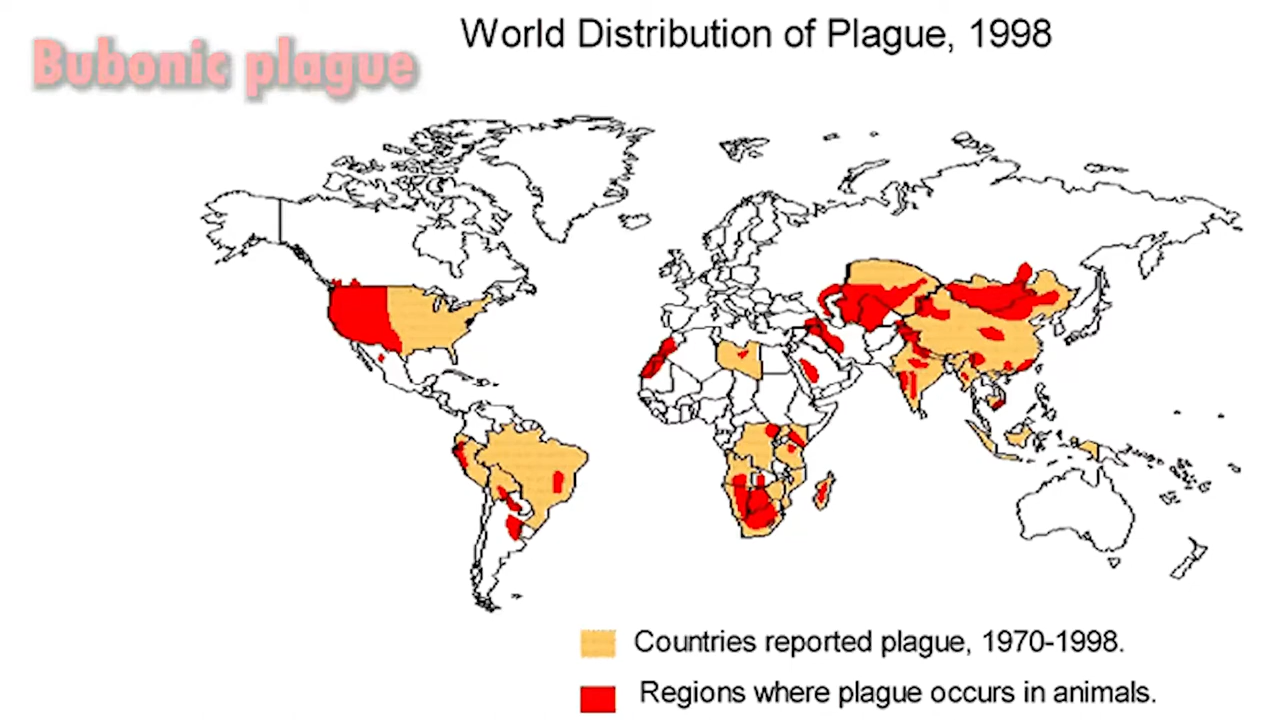 Bubonic plague
World Distribution of Plague, 1998
Countries reported plague, 1970-1998.
Regions where plague occurs in animals.